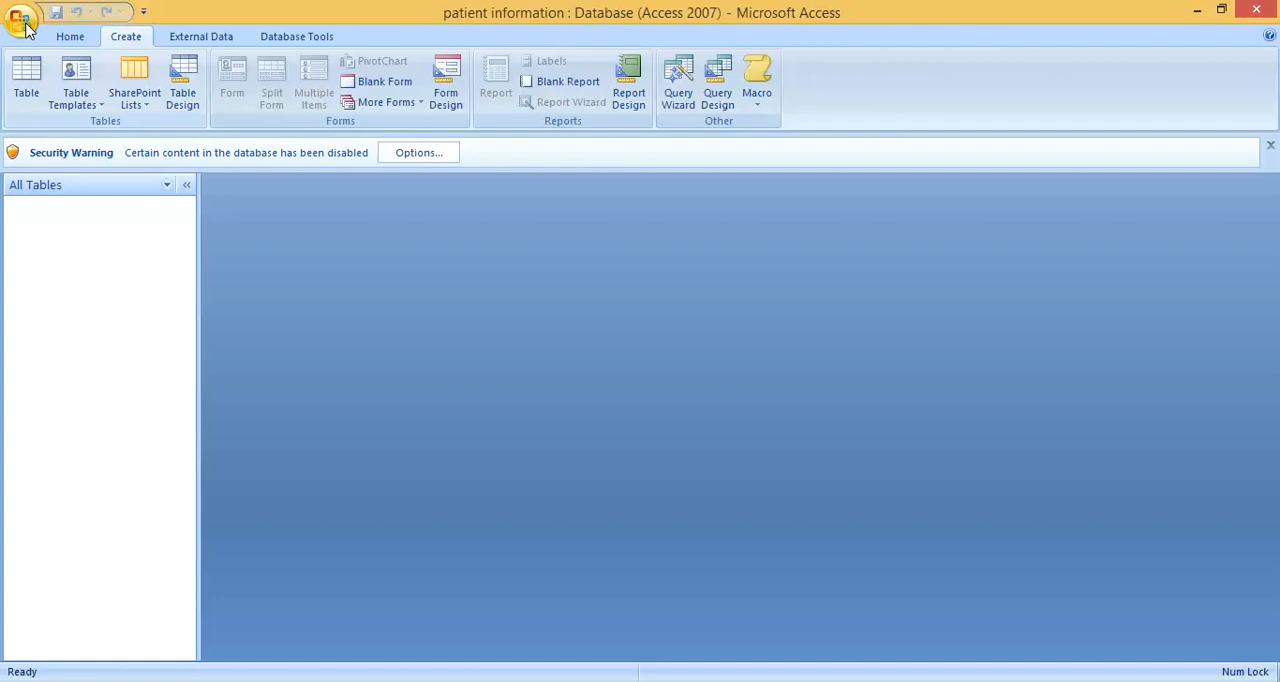 patient information : Database (Access 2007) - Microsoft Access
Home Create External Data Database Tools
Table
Table Templates
SharePoint Lists
Table Design
Tables
Form
Split Form
Multiple Items
PivotChart
Blank Form
More Forms
Form Design
Forms
Report
Labels
Blank Report
Report Wizard
Report Design
Reports
Query Wizard
Query Design
Macro
Other
Security Warning Certain content in the database has been disabled Options...
All Tables
Ready Num Lock